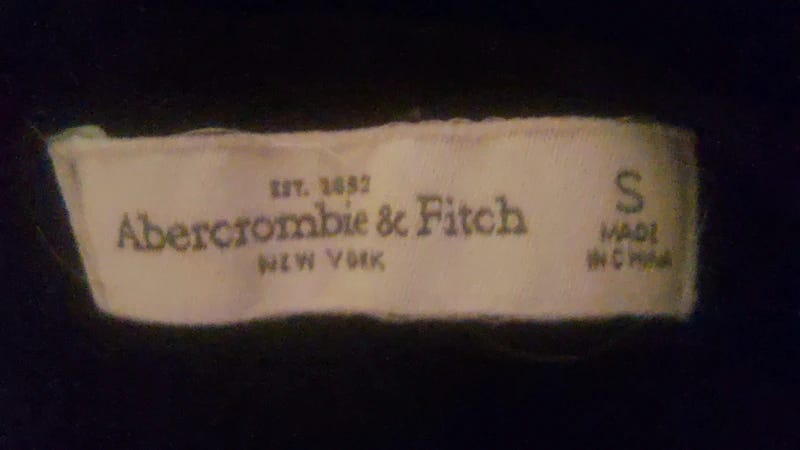 EST. 1892
Abercrombie & Fitch
NEW YORK
S
MADE
IN CHINA